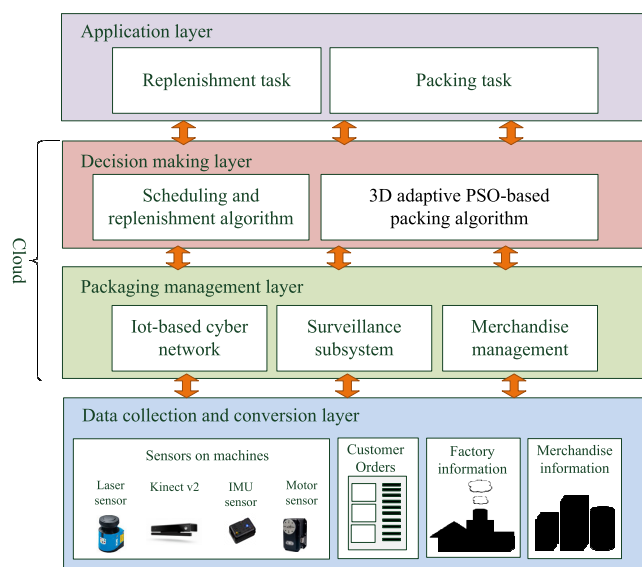 Application layer
Replenishment task
Packing task
Decision making layer
Scheduling and
replenishment algorithm
3D adaptive PSO-based
packing algorithm
Cloud
Packaging management layer
Iot-based cyber
network
Surveillance
subsystem
Merchandise
management
Data collection and conversion layer
Sensors on machines
Laser
sensor
Kinect v2
IMU
sensor
Motor
sensor
Customer
Orders
Factory
information
Merchandise
information